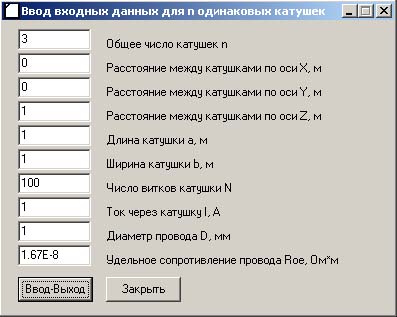 Ввод входных данных для n одинаковых катушек
3 Общее число катушек n
0 Расстояние между катушками по оси X, м
0 Расстояние между катушками по оси Y, м
1 Расстояние между катушками по оси Z, м
1 Длина катушки a, м
1 Ширина катушки b, м
100 Число витков катушки N
1 Ток через катушку I, А
1 Диаметр провода D, мм
1.67E-8 Удельное сопротивление провода Roe, Ом*м
Ввод-Выход Закрыть